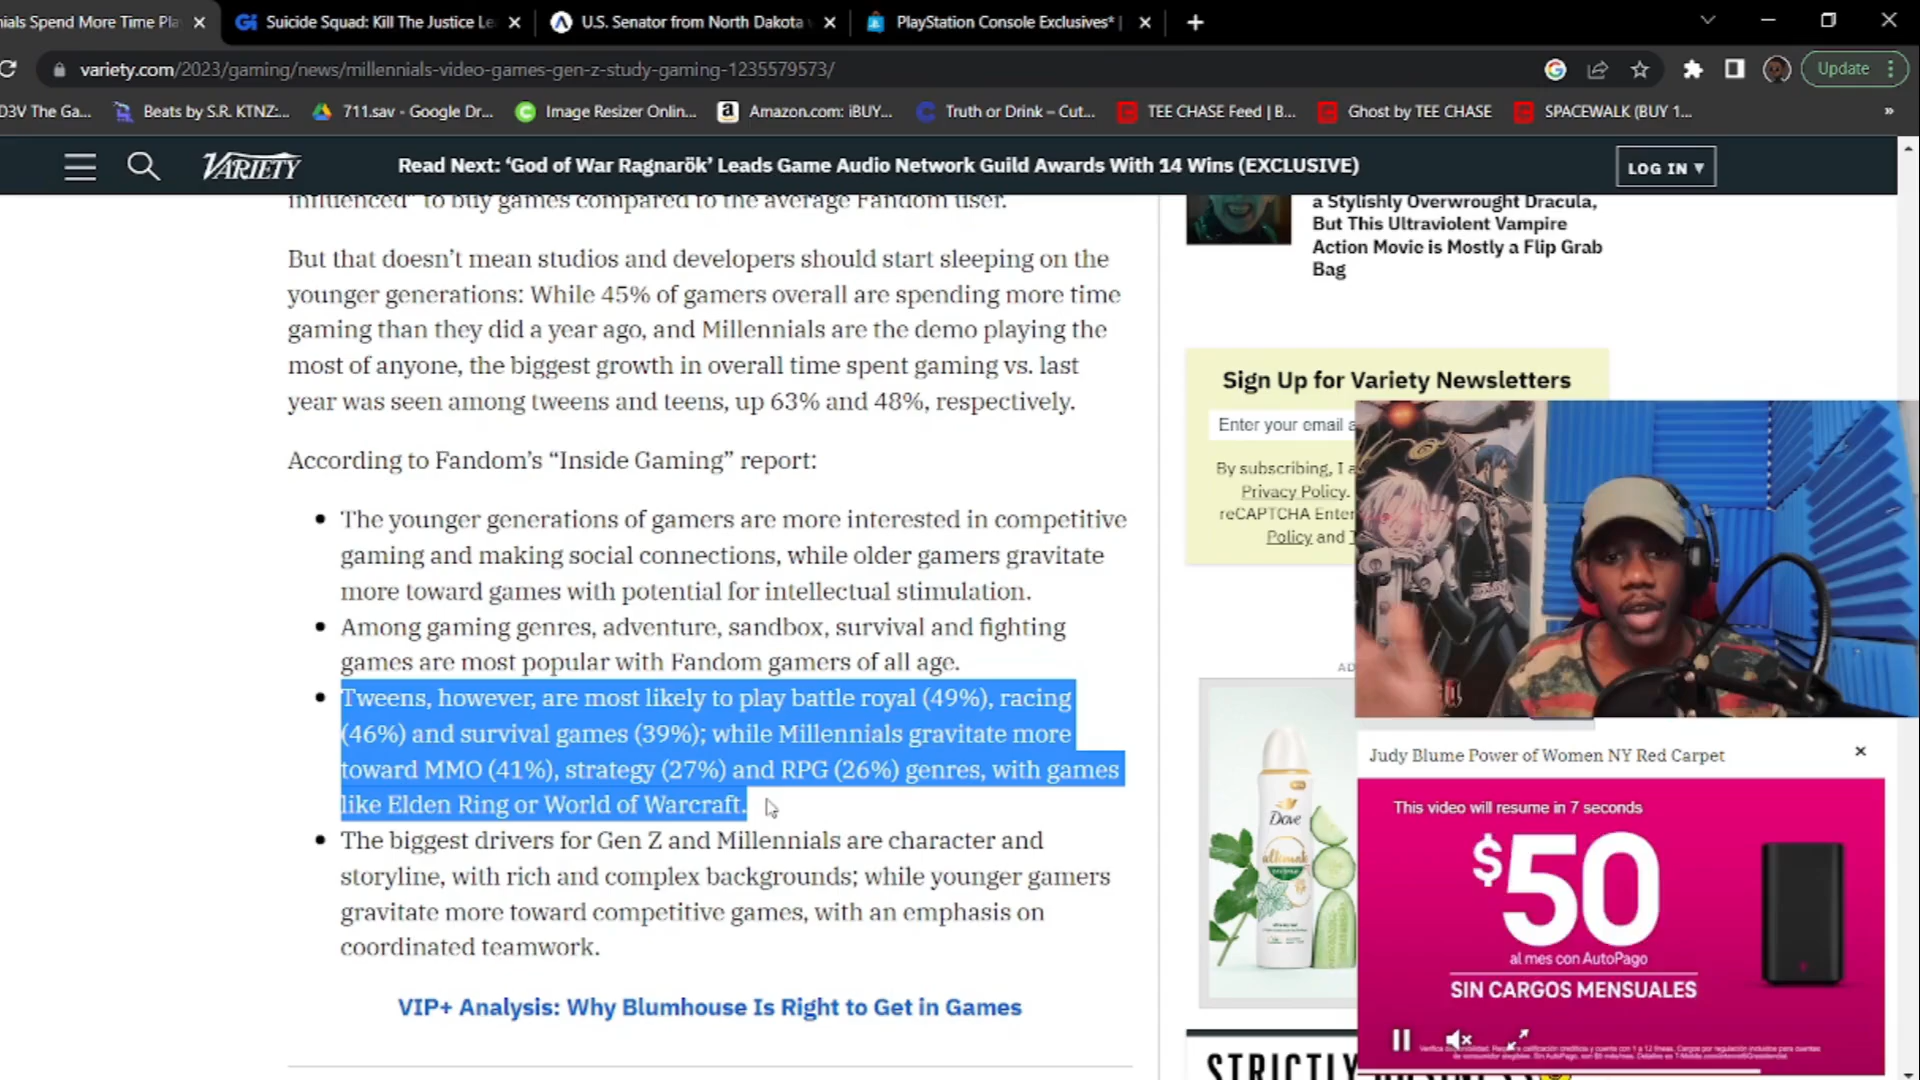 nials Spend More Time Pla
Suicide Squad: Kill The Justice Le
U.S. Senator from North Dakota
PlayStation Console Exclusives* |
variety.com/2023/gaming/news/millennials-video-games-gen-z-study-gaming-1235579573/
Update
D3V The Ga...
Beats by S.R. KTNZ:...
711.sav - Google Dr...
Image Resizer Onlin...
Amazon.com: iBUY...
Truth or Drink – Cut...
TEE CHASE Feed | B...
Ghost by TEE CHASE
SPACEWALK (BUY 1...
VARIETY
Read Next: ‘God of War Ragnarök’ Leads Game Audio Network Guild Awards With 14 Wins (EXCLUSIVE)
LOG IN ▾
influenced” to buy games compared to the average Fandom user.
But that doesn’t mean studios and developers should start sleeping on the
younger generations: While 45% of gamers overall are spending more time
gaming than they did a year ago, and Millennials are the demo playing the
most of anyone, the biggest growth in overall time spent gaming vs. last
year was seen among tweens and teens, up 63% and 48%, respectively.
According to Fandom’s “Inside Gaming” report:
The younger generations of gamers are more interested in competitive
gaming and making social connections, while older gamers gravitate
more toward games with potential for intellectual stimulation.
Among gaming genres, adventure, sandbox, survival and fighting
games are most popular with Fandom gamers of all age.
Tweens, however, are most likely to play battle royal (49%), racing
(46%) and survival games (39%); while Millennials gravitate more
toward MMO (41%), strategy (27%) and RPG (26%) genres, with games
like Elden Ring or World of Warcraft.
The biggest drivers for Gen Z and Millennials are character and
storyline, with rich and complex backgrounds; while younger gamers
gravitate more toward competitive games, with an emphasis on
coordinated teamwork.
VIP+ Analysis: Why Blumhouse Is Right to Get in Games
a Stylishly Overwrought Dracula,
But This Ultraviolent Vampire
Action Movie is Mostly a Flip Grab
Bag
Sign Up for Variety Newsletters
Enter your email a
By subscribing, I a
Privacy Policy.
reCAPTCHA Enter
Policy and T
AD
Dove
Judy Blume Power of Women NY Red Carpet
This video will resume in 7 seconds
$50
al mes con AutoPago
SIN CARGOS MENSUALES
STRICTLY BUSINESS